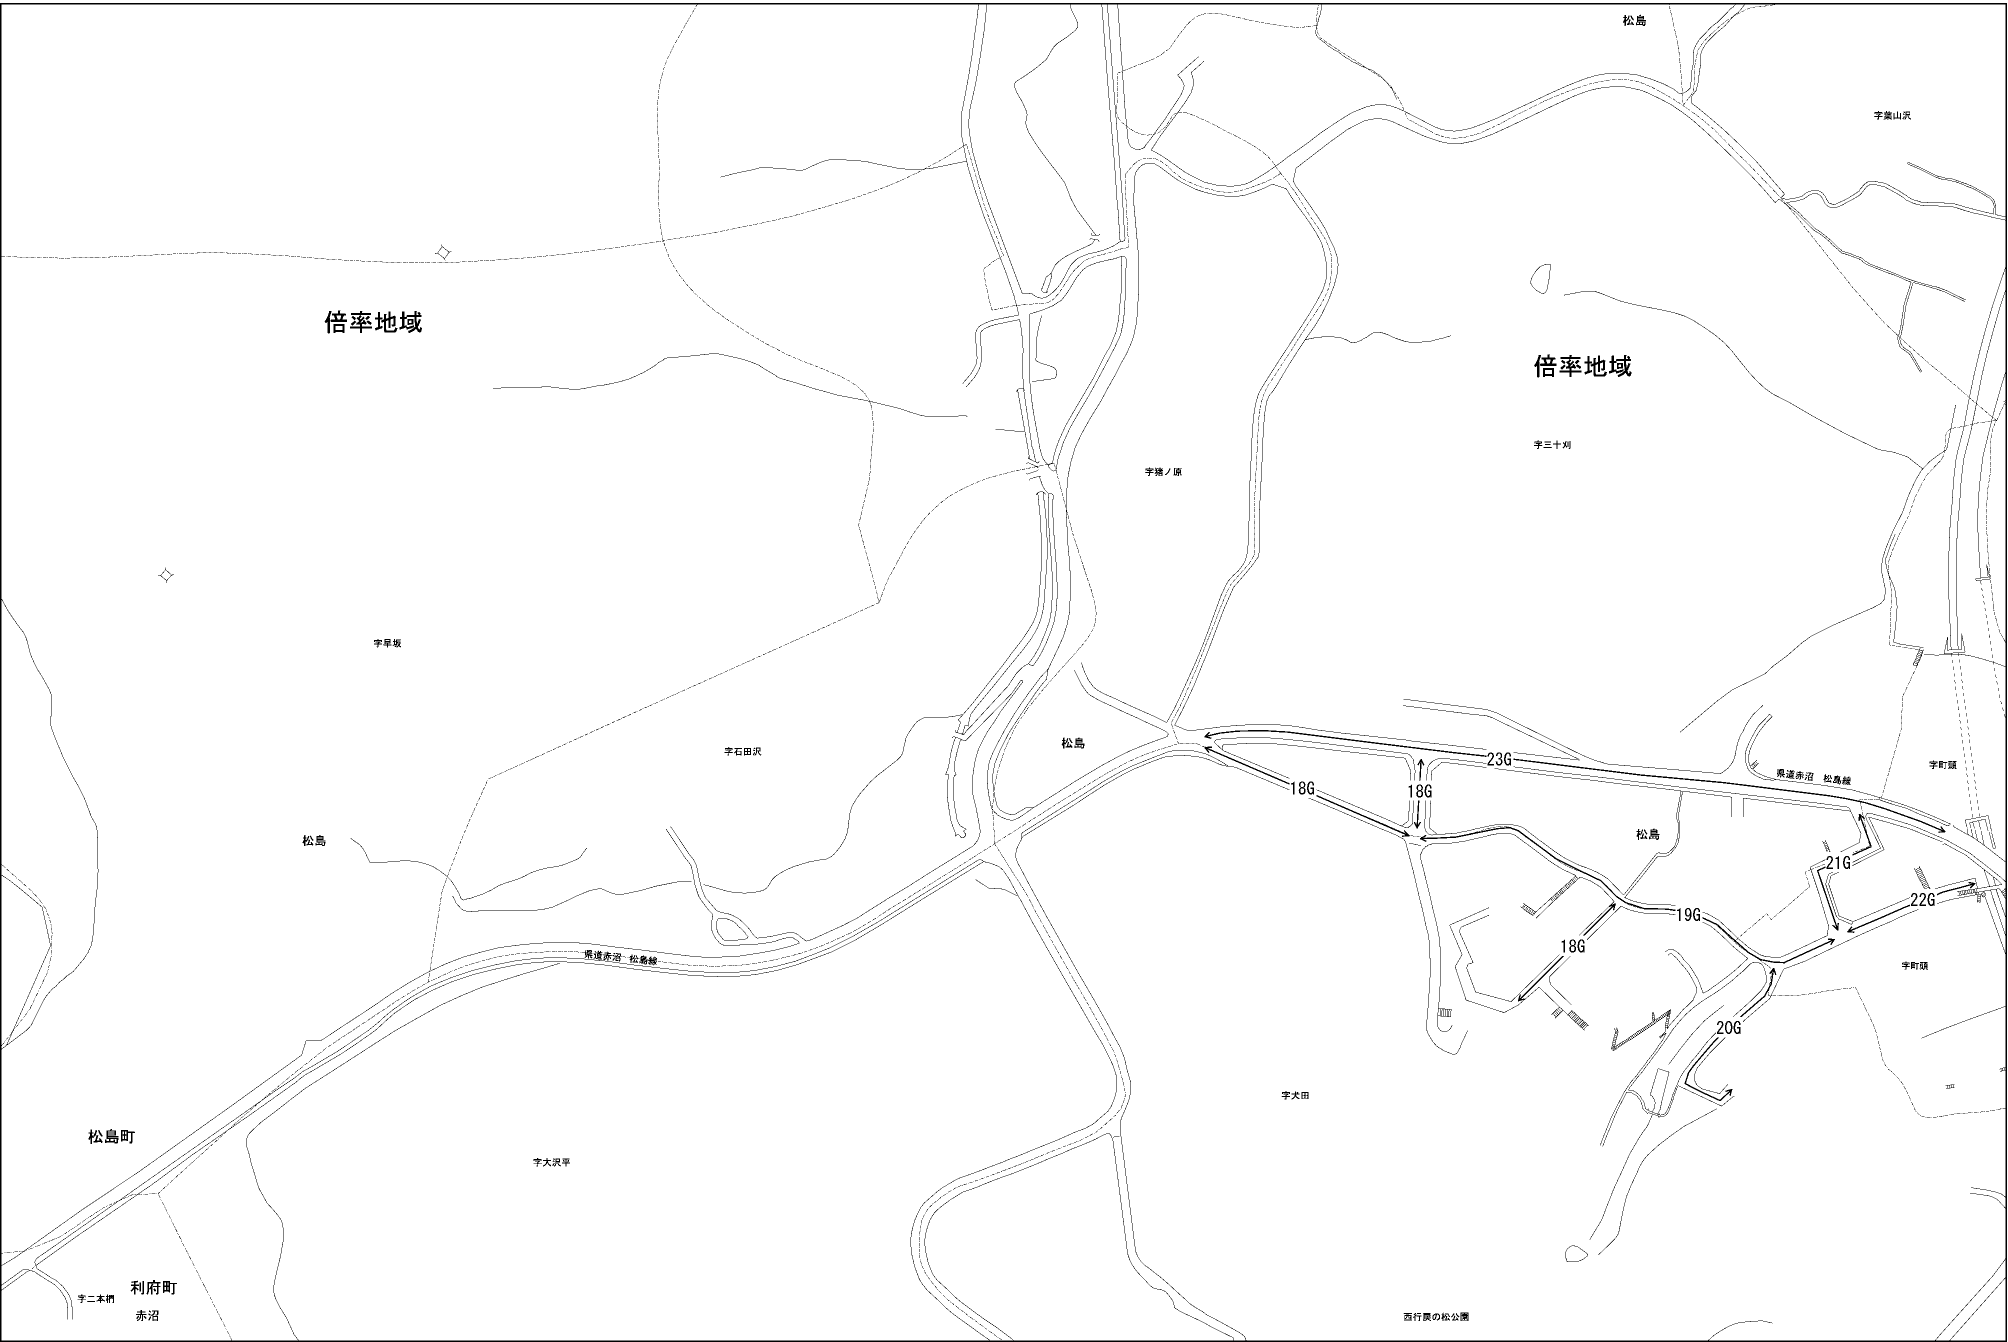 松島
字葉山沢
倍率地域
倍率地域
字三十刈
字猪ノ原
字早坂
字石田沢
松島
23G
18G
18G
県道赤沼　松島線
字町頭
松島
松島
21G
22G
19G
18G
県道赤沼　松島線
字町頭
20G
字犬田
松島町
字大沢平
利府町
字二本椚
赤沼
西行戻の松公園